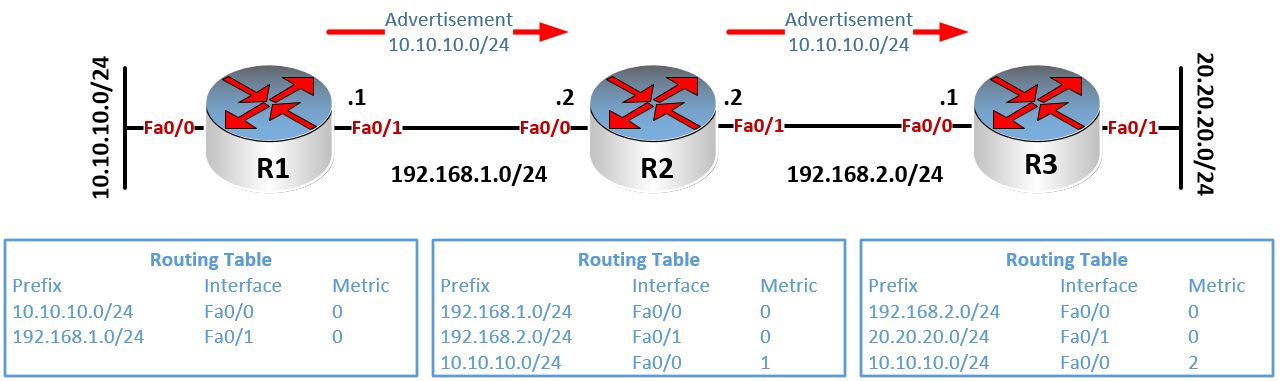 Advertisement
10.10.10.0/24
Advertisement
10.10.10.0/24
10.10.10.0/24
Fa0/0
R1
.1
Fa0/1
192.168.1.0/24
.2
Fa0/0
R2
.2
Fa0/1
192.168.2.0/24
.1
Fa0/0
R3
Fa0/1
20.20.20.0/24
Routing Table
Prefix Interface Metric
10.10.10.0/24 Fa0/0 0
192.168.1.0/24 Fa0/1 0
Routing Table
Prefix Interface Metric
192.168.1.0/24 Fa0/0 0
192.168.2.0/24 Fa0/1 0
10.10.10.0/24 Fa0/0 1
Routing Table
Prefix Interface Metric
192.168.2.0/24 Fa0/0 0
20.20.20.0/24 Fa0/1 0
10.10.10.0/24 Fa0/0 2